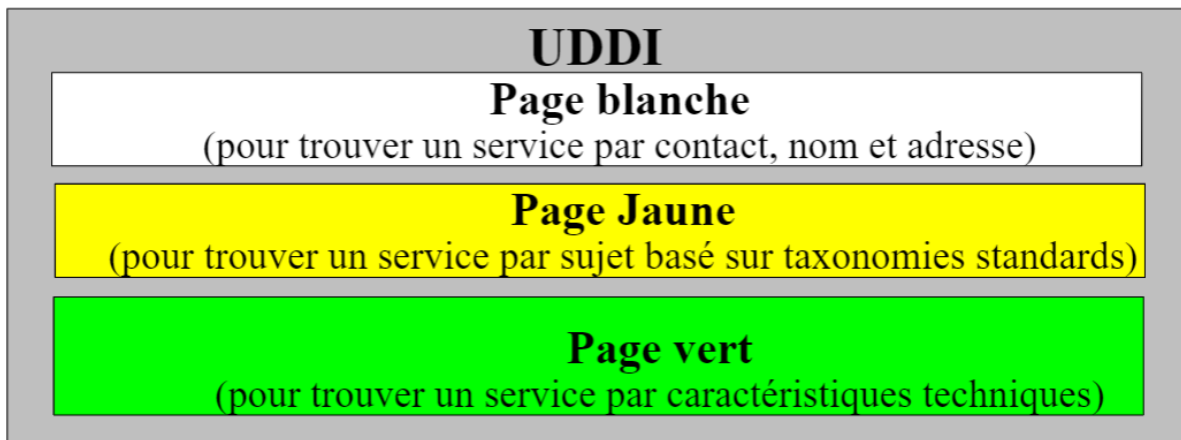 UDDI
Page blanche
(pour trouver un service par contact, nom et adresse)
Page Jaune
(pour trouver un service par sujet basé sur taxonomies standards)
Page vert
(pour trouver un service par caractéristiques techniques)